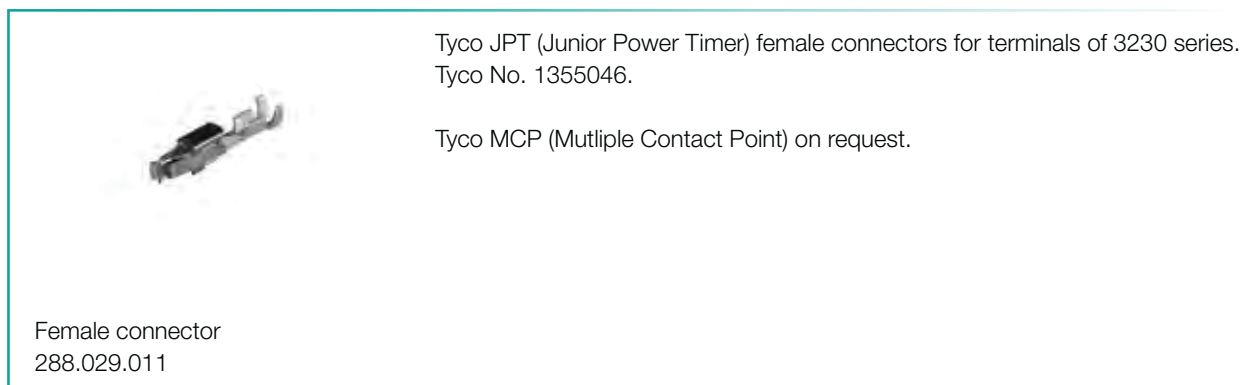 Tyco JPT (Junior Power Timer) female connectors for terminals of 3230 series.
Tyco No. 1355046.
Tyco MCP (Mutliple Contact Point) on request.
Female connector
288.029.011